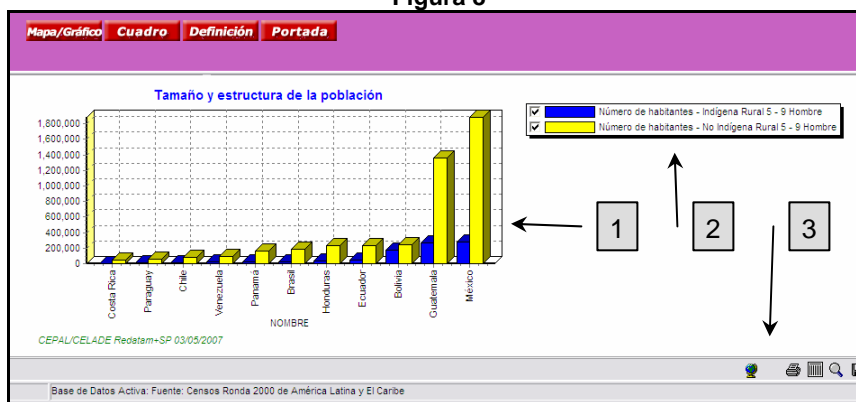 Mapa/Gráfico Cuadro Definición Portada
Tamaño y estructura de la población
Número de habitantes - Indígena Rural 5 - 9 Hombre
Número de habitantes - No Indígena Rural 5 - 9 Hombre
1,800,000
1,600,000
1,400,000
1,200,000
1,000,000
800,000
600,000
400,000
200,000
0
1
2
3
Costa Rica
Paraguay
Chile
Venezuela
Panamá
Brasil
Honduras
Ecuador
Bolivia
Guatemala
México
NOMBRE
CEPAL/CELADE Redatam+SP 03/05/2007
Base de Datos Activa: Fuente: Censos Ronda 2000 de América Latina y El Caribe